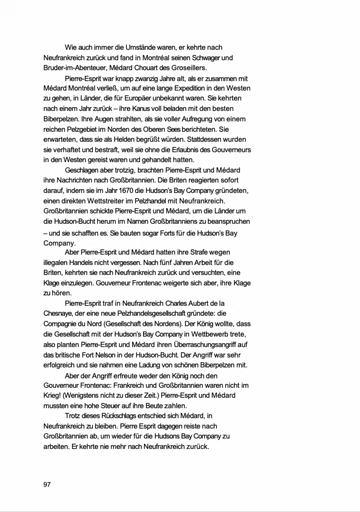 Wie auch immer die Umstände waren, er kehrte nach
Neufrankreich zurück und fand in Montréal seinen Schwager und
Bruder-im-Abenteuer, Médard Chouart des Groseillers.
Pierre-Esprit war knapp zwanzig Jahre alt, als er zusammen mit
Médard Montréal verließ, um auf eine lange Expedition in den Westen
zu gehen, in Länder, die für Europäer unbekannt waren. Sie kehrten
nach einem Jahr zurück – ihre Kanus voll beladen mit den besten
Biberpelzen. Ihre Augen strahlten, als sie voller Aufregung von einem
reichen Pelzgebiet im Norden des Oberen Sees berichteten. Sie
erwarteten, dass sie als Helden begrüßt würden. Stattdessen wurden
sie verhaftet und bestraft, weil sie ohne die Erlaubnis des Gouverneurs
in den Westen gereist waren und gehandelt hatten.
Geschlagen aber trotzig, brachten Pierre-Esprit und Médard
ihre Nachrichten nach Großbritannien. Die Briten reagierten sofort
darauf, indem sie im Jahr 1670 die Hudson's Bay Company gründeten,
einen direkten Wettstreiter im Pelzhandel mit Neufrankreich.
Großbritannien schickte Pierre-Esprit und Médard, um die Länder um
die Hudson-Bucht herum im Namen Großbritanniens zu beanspruchen
– und sie schafften es. Sie bauten sogar Forts für die Hudson's Bay
Company.
Aber Pierre-Esprit und Médard hatten ihre Strafe wegen
illegalen Handels nicht vergessen. Nach fünf Jahren Arbeit für die
Briten, kehrten sie nach Neufrankreich zurück und versuchten, eine
Klage einzulegen. Gouverneur Frontenac weigerte sich aber, ihre Klage
zu hören.
Pierre-Esprit traf in Neufrankreich Charles Aubert de la
Chesnaye, der eine neue Pelzhandelsgesellschaft gründete: die
Compagnie du Nord (Gesellschaft des Nordens). Der König wollte, dass
die Gesellschaft mit der Hudson's Bay Company in Wettbewerb trete,
also planten Pierre-Esprit und Médard ihren Überraschungsangriff auf
das britische Fort Nelson in der Hudson-Bucht. Der Angriff war sehr
erfolgreich und sie nahmen eine Ladung von schönen Biberpelzen mit.
Aber der Angriff erfreute weder den König noch den
Gouverneur Frontenac: Frankreich und Großbritannien waren nicht im
Krieg! (Wenigstens nicht zu dieser Zeit.) Pierre-Esprit und Médard
mussten eine hohe Steuer auf ihre Beute zahlen.
Trotz dieses Rückschlags entschied sich Médard, in
Neufrankreich zu bleiben. Pierre Esprit dagegen reiste nach
Großbritannien ab, um wieder für die Hudsons Bay Company zu
arbeiten. Er kehrte nie mehr nach Neufrankreich zurück.
97